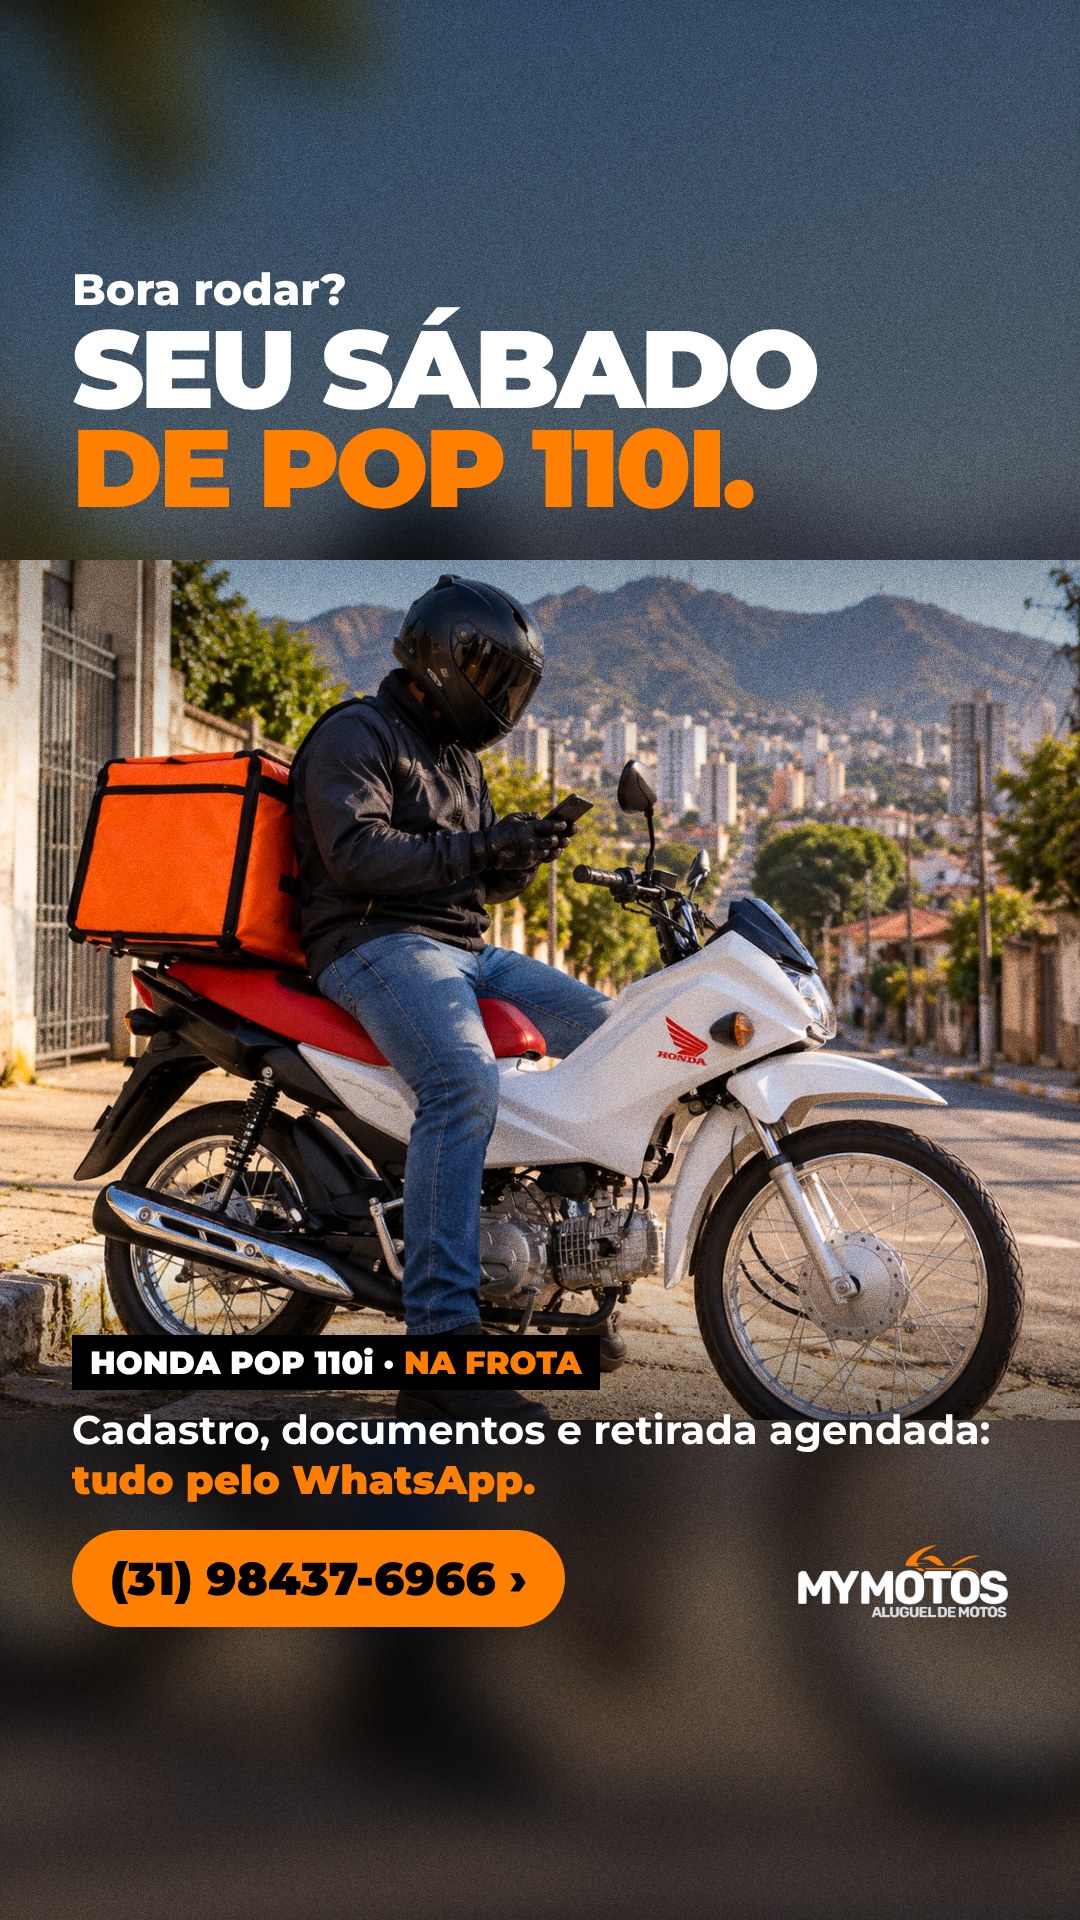 Bora rodar?
SEU SÁBADO
DE POP 110I.
HONDA
HONDA POP 110i • NA FROTA
Cadastro, documentos e retirada agendada:
tudo pelo WhatsApp.
(31) 98437-6966 ›
MYMOTOS
ALUGUEL DE MOTOS